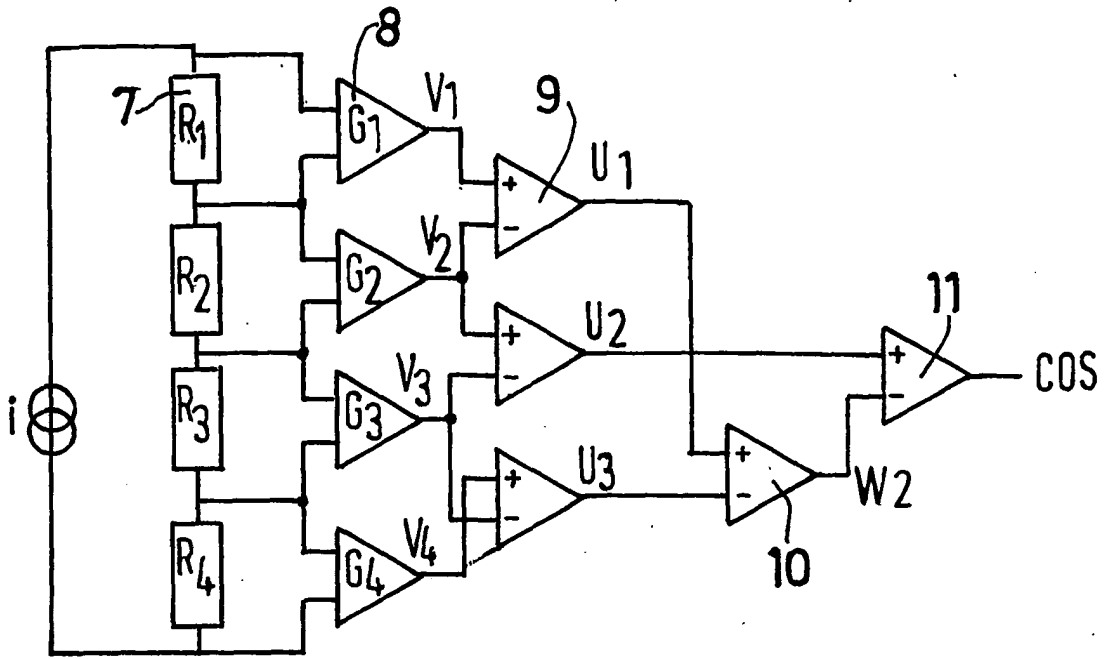 8
7
R1
G1
V1
9
+
-
U1
R2
G2
V2
+
-
U2
11
+
-
COS
i
R3
G3
V3
U3
+
-
+
-
W2
10
R4
G4
V4